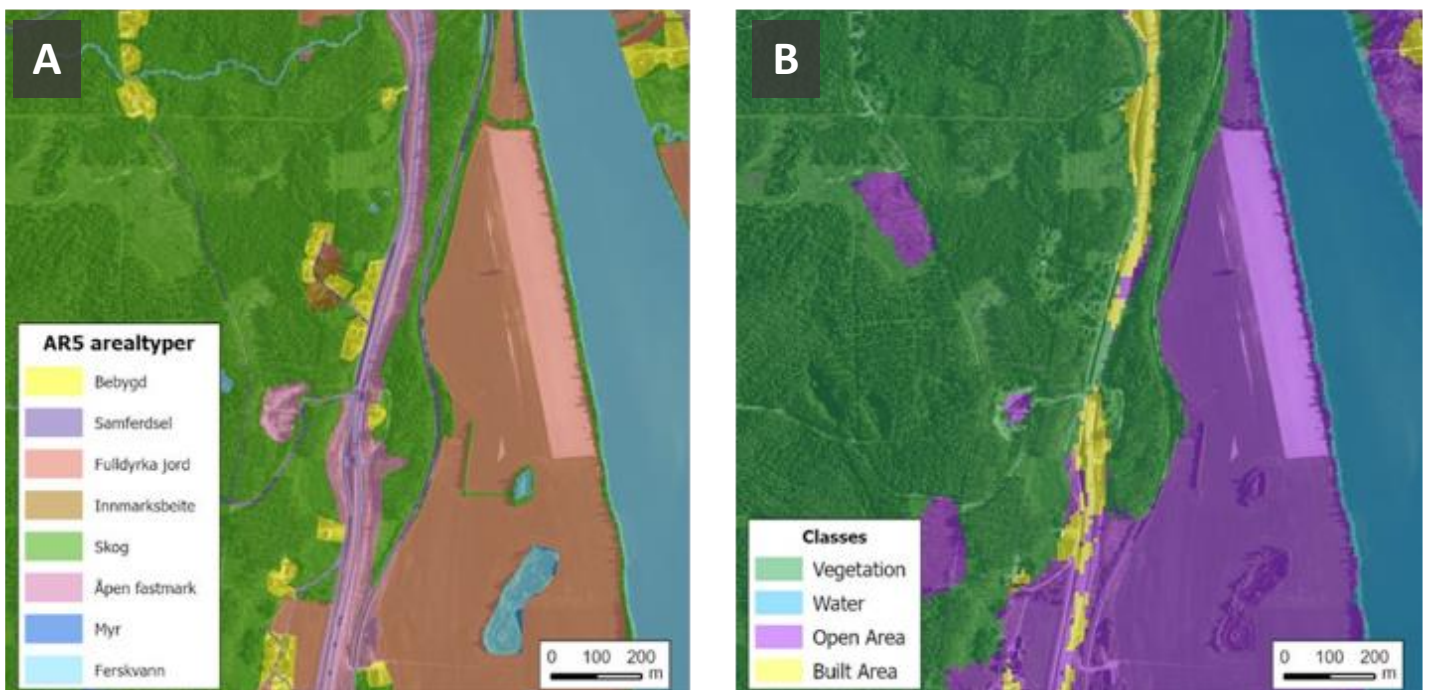 A
AR5 arealtyper
Bebygd
Samferdsel
Fulldyrka jord
Innmarksbeite
Skog
Åpen fastmark
Myr
Ferskvann
0 100 200
m
B
Classes
Vegetation
Water
Open Area
Built Area
0 100 200
m